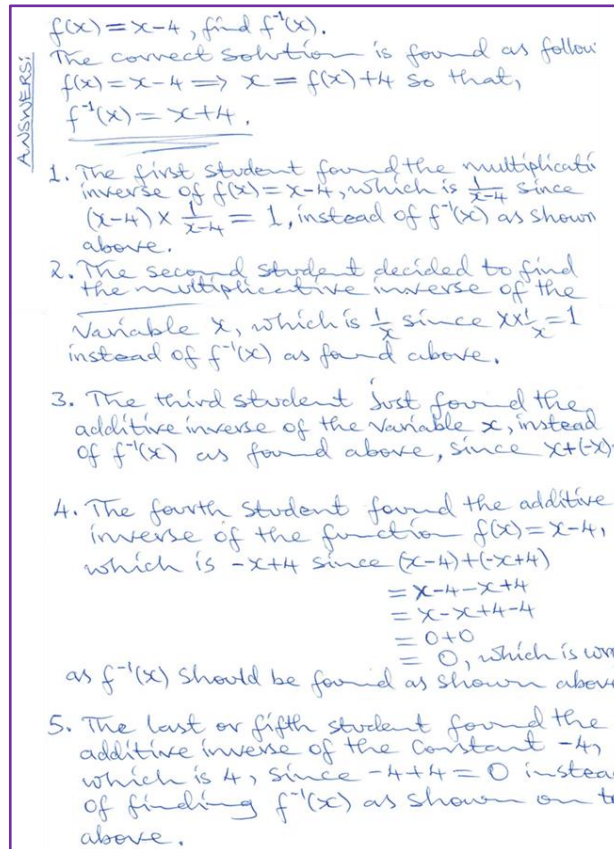 f(x) = x-4, find f⁻¹(x).
ANSWERS:
The correct solution is found as follow
f(x) = x-4 ⟹ x = f(x)+4 so that,
f⁻¹(x) = x+4.
1. The first student found the multiplicati
inverse of f(x) = x-4, which is 1/(x-4) since
(x-4) × 1/(x-4) = 1, instead of f⁻¹(x) as shown
above.
2. The second student decided to find
the multiplicative inverse of the
variable x, which is 1/x since x×1/x=1
instead of f⁻¹(x) as found above.
3. The third student just found the
additive inverse of the variable x, instead
of f⁻¹(x) as found above, since x+(-x)
4. The fourth student found the additive
inverse of the function f(x) = x-4,
which is -x+4 since (x-4)+(-x+4)
= x-4-x+4
= x-x+4-4
= 0+0
= 0, which is wr
as f⁻¹(x) should be found as shown above
5. The last or fifth student found the
additive inverse of the constant -4,
which is 4, since -4+4=0 instea
of finding f⁻¹(x) as shown on t
above.